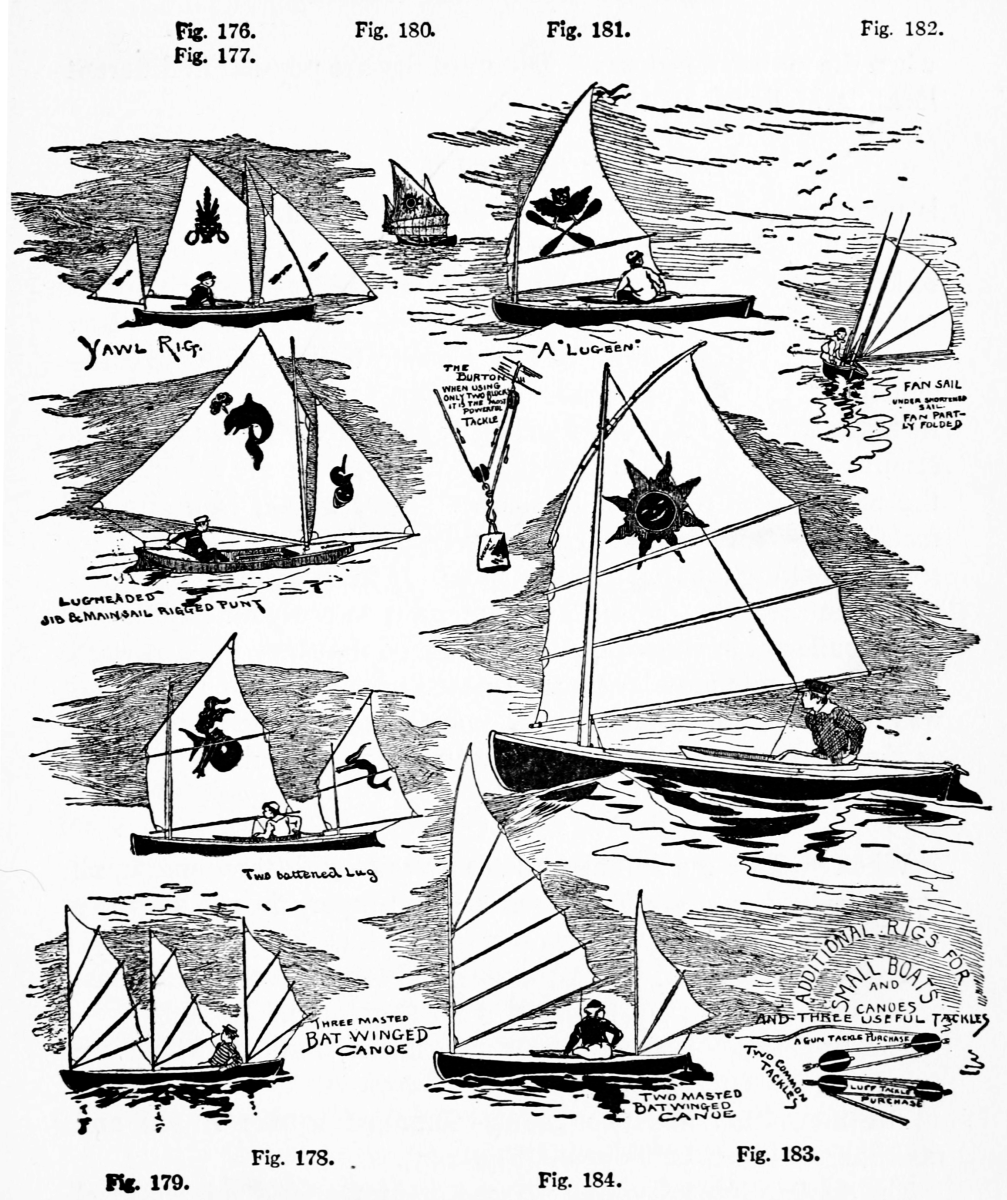 Fig. 176.
Fig. 177.
Fig. 180.
Fig. 181.
Fig. 182.
YAWL RIG.
A "LUGEEN"
THE
BURTON
WHEN USING
ONLY TWO BLOCKS
IT IS THE MOST
POWERFUL
TACKLE
FAN SAIL
UNDER SHORTENED
SAIL.
FAN PART-
LY FOLDED
LUG HEADED
JIB & MAINSAIL RIGGED PUNT
Two battened Lug
THREE MASTED
BAT WINGED
CANOE
TWO MASTED
BATWINGED
CANOE
ADDITIONAL RIGS FOR
SMALL BOATS
AND
CANOES
AND THREE USEFUL TACKLES
A GUN TACKLE PURCHASE
TWO COMMON
TACKLES
LUFF TACKLE
PURCHASE
Fig. 178.
Fig. 179.
Fig. 183.
Fig. 184.